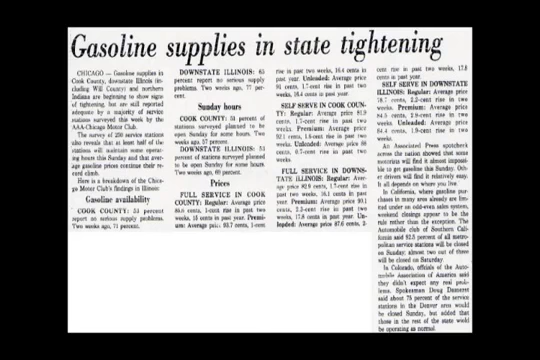 Gasoline supplies in state tightening
CHICAGO — Gasoline supplies in
Cook County, downstate Illinois (in-
cluding Will County) and northern
Indiana are beginning to show signs
of tightening, but are still reported
adequate by a majority of service
stations surveyed this week by the
AAA-Chicago Motor Club.
The survey of 250 service stations
also reveals that at least half of the
stations will maintain some oper-
ating hours this Sunday and that aver-
age gasoline prices continue their re-
cord climb.
Here is a breakdown of the Chica-
go Motor Club's findings in Illinois:
Gasoline availability
COOK COUNTY: 53 percent
report no serious supply problems.
Two weeks, 71 percent.
DOWNSTATE ILLINOIS: 63
percent report no serious supply
problems. Two weeks ago, 77 per-
cent.
Sunday hours
COOK COUNTY: 51 percent of
stations surveyed planned to be
open Sunday for some hours. Two
weeks ago, 57 percent.
DOWNSTATE ILLINOIS: 51
percent of stations surveyed planned
to be open Sunday for some hours.
Two weeks ago, 60 percent.
Prices
FULL SERVICE IN COOK
COUNTY: Regular: Average price
cents, 1-cent rise in past two
weeks, 15 cents in past year. Premi-
um: Average price 93.7 cents, 1-cent
rise in past two weeks, 16.4 cents in
past year. Unleaded: Average price
91 cents, 1.7-cent rise in past two
weeks, 16.4 cents in past year.
SELF SERVE IN COOK COUN-
TY: Regular: Average price 81.9
cents, 1.7-cent rise in past two
weeks. Premium: Average price
92.1 cents, 1.5-cent rise in past two
weeks. Unleaded: Average price 86
cents, 0.7-cent rise in past two
weeks.
FULL SERVICE IN DOWNS-
TATE ILLINOIS: Regular: Aver-
age price 82.9 cents, 1.7-cent rise in
past two weeks, 16.1 cents in past
year. Premium: Average price 90.1
cents, 2.3-cent rise in past two
weeks, 17.8 cents in past year. Un-
leaded: Average price 87.6 cents, 2-
cent rise in past two weeks, 17.8
cents in past year.
SELF SERVE IN DOWNSTATE
ILLINOIS: Regular: Average price
78.7 cents, 2.2-cent rise in past two
weeks. Premium: Average price
84.5 cents, 2.8-cent rise in past two
weeks. Unleaded: Average price
84.4 cents, 1.9-cent rise in two
weeks.
An Associated Press spotcheck
across the nation showed that some
motorists will find it almost impossi-
ble to get gasoline this Sunday. Oth-
er drivers will find it relatively easy.
It all depends on where you live.
In California, where gasoline pur-
chases in many areas already are lim-
ited under an odd-even sales system,
weekend closings appear to be the
rule rather than the exception. The
Automobile club of Southern Califor-
nia said 92.5 percent of all metro-
politan service stations will be closed
on Sunday; almost two out of three
will be closed on Saturday.
In Colorado, officials of the Auto-
mobile Association of America said
they didn't expect any real prob-
lems. Spokesman Doug
said about 75 percent of the service
stations in the Denver area would
be closed Sunday, but added that
those in the rest of the state would
be operating as normal.